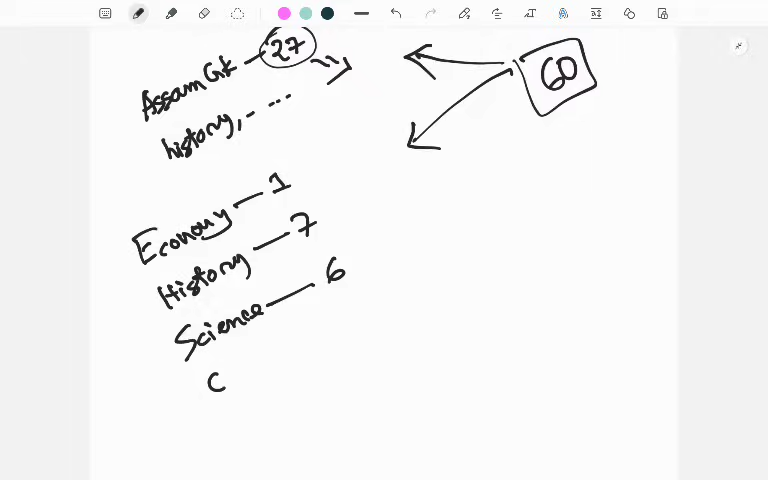 Assam GK — 27
60
history, - ...
Economy — 1
History — 7
Science — 6
C